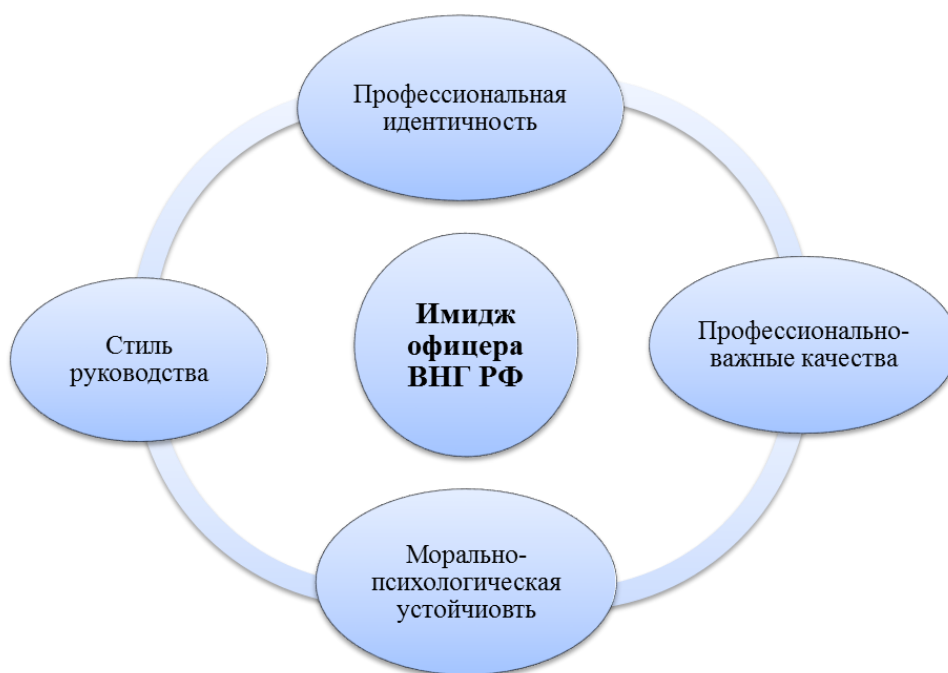 Профессиональная
идентичность
Имидж
офицера
ВНГ РФ
Профессионально-
важные качества
Стиль
руководства
Морально-
психологическая
устойчиовть